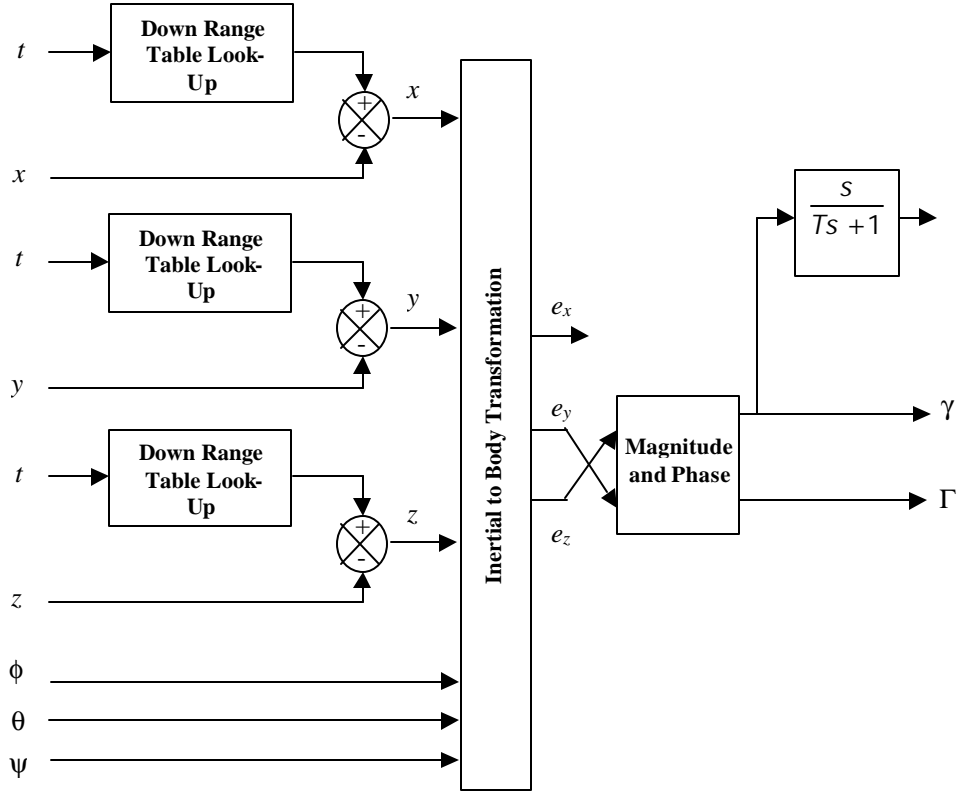 t
Down Range
Table Look-
Up
+
-
x
x
t
Down Range
Table Look-
Up
+
-
y
y
t
Down Range
Table Look-
Up
+
-
z
z
ϕ
θ
ψ
Inertial to Body Transformation
e_x
e_y
e_z
Magnitude
and Phase
s
Ts +1
γ
Γ